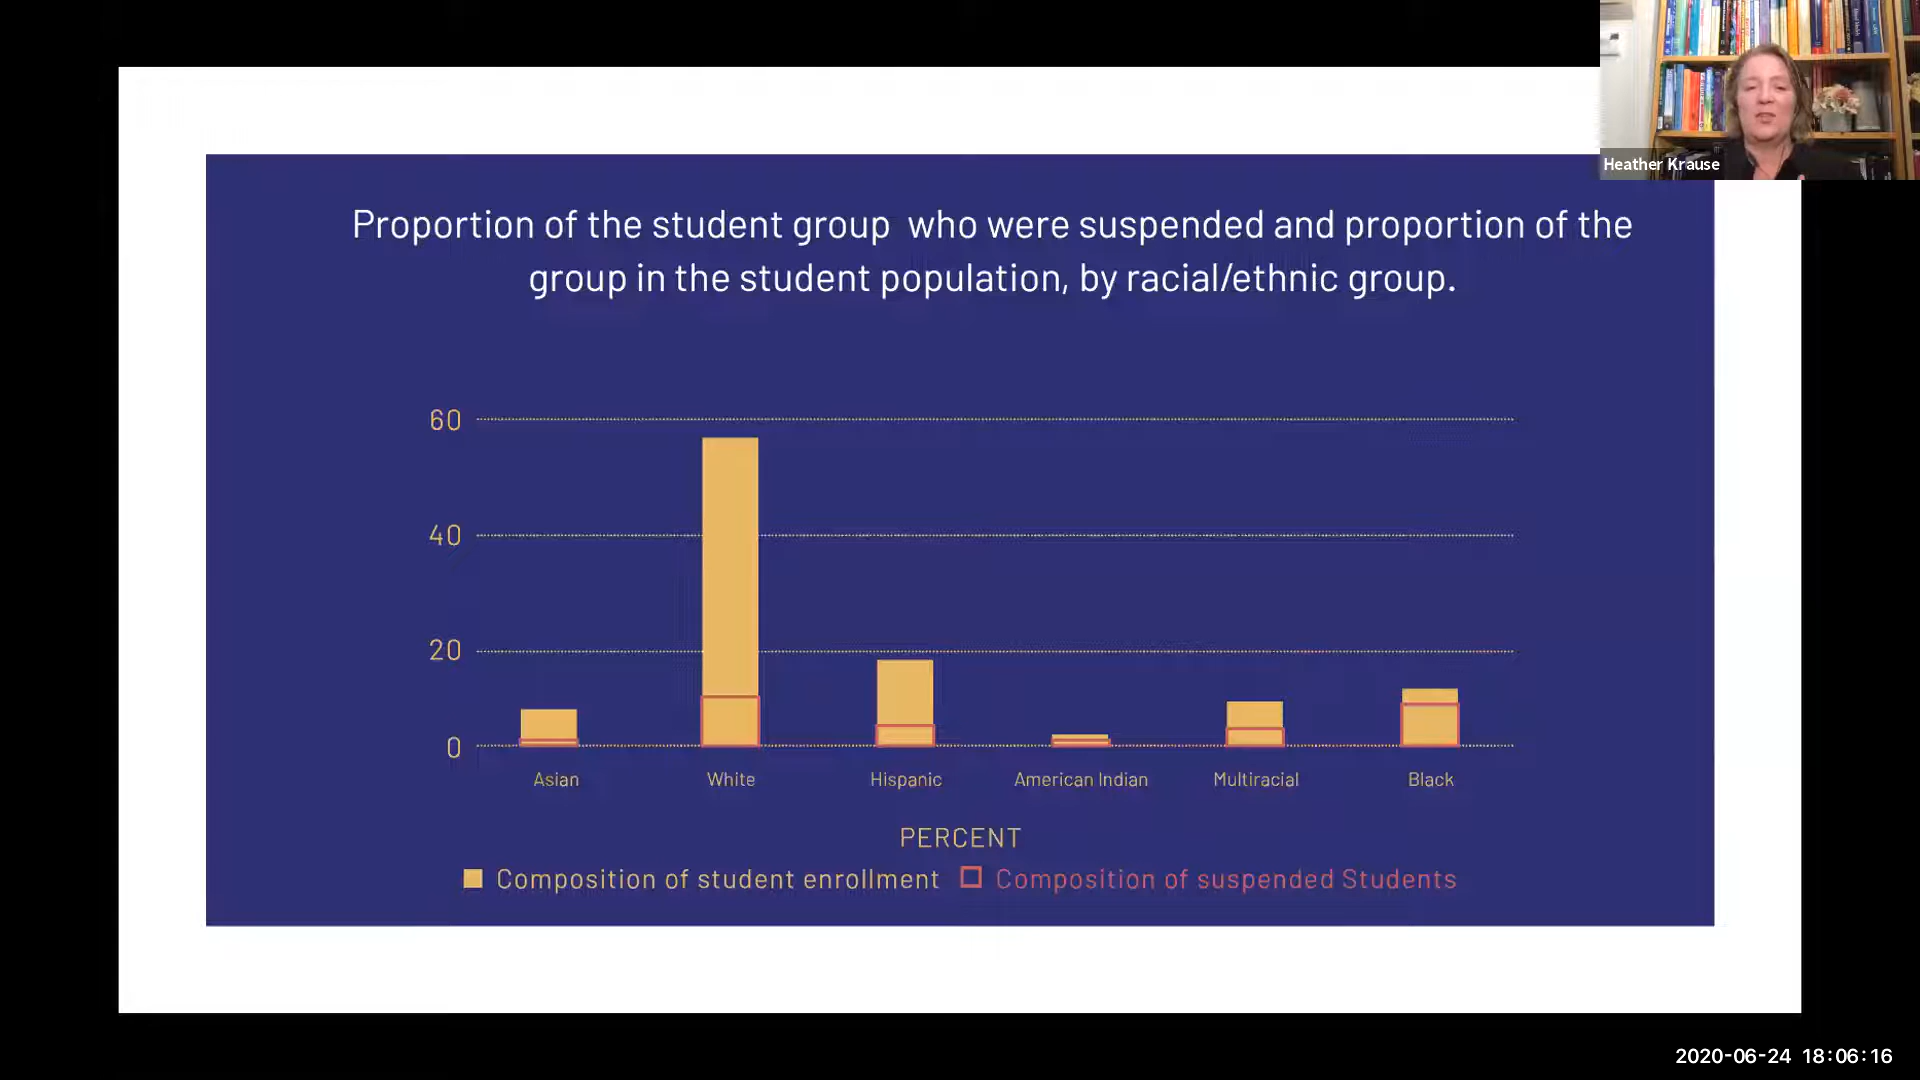 Heather Krause
Proportion of the student group who were suspended and proportion of the
group in the student population, by racial/ethnic group.
60
40
20
0
Asian White Hispanic American Indian Multiracial Black
PERCENT
Composition of student enrollment Composition of suspended Students
2020-06-24 18:06:16